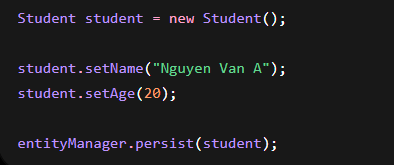 Student student = new Student();
student.setName("Nguyen Van A");
student.setAge(20);
entityManager.persist(student);